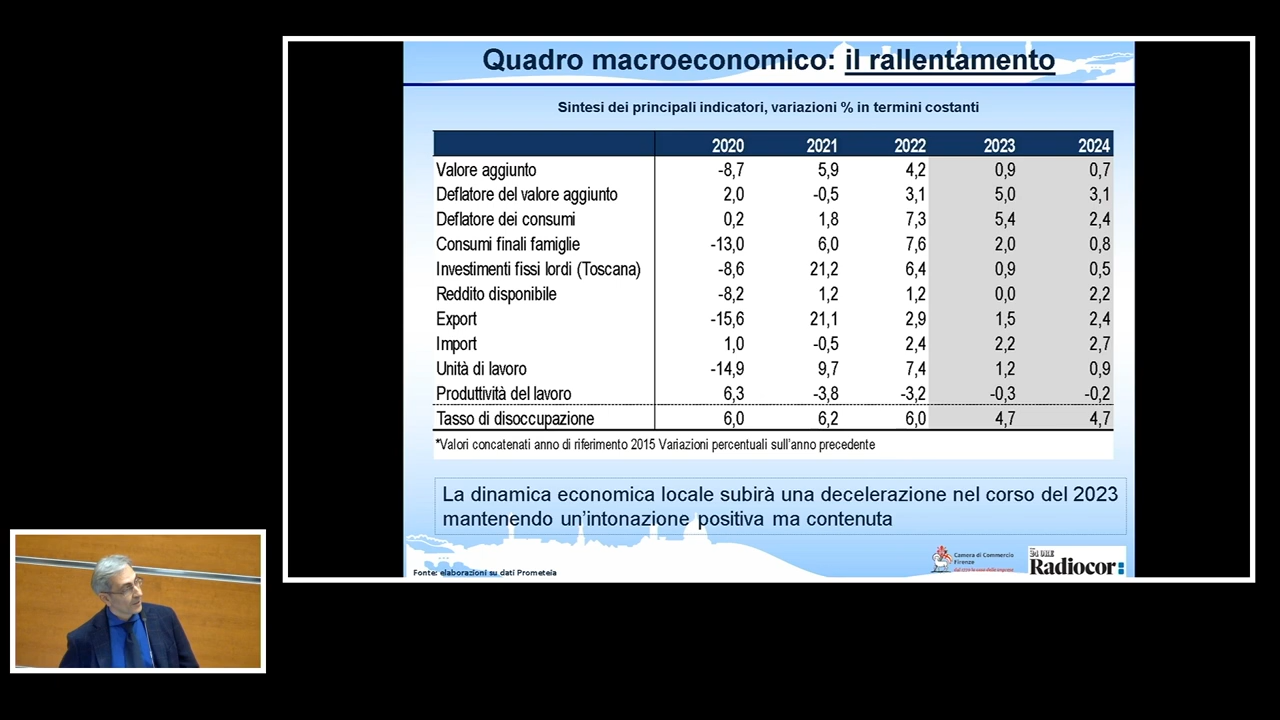 Quadro macroeconomico: il rallentamento
Sintesi dei principali indicatori, variazioni % in termini costanti
2020 2021 2022 2023 2024
Valore aggiunto -8,7 5,9 4,2 0,9 0,7
Deflatore del valore aggiunto 2,0 -0,5 3,1 5,0 3,1
Deflatore dei consumi 0,2 1,8 7,3 5,4 2,4
Consumi finali famiglie -13,0 6,0 7,6 2,0 0,8
Investimenti fissi lordi (Toscana) -8,6 21,2 6,4 0,9 0,5
Reddito disponibile -8,2 1,2 1,2 0,0 2,2
Export -15,6 21,1 2,9 1,5 2,4
Import 1,0 -0,5 2,4 2,2 2,7
Unità di lavoro -14,9 9,7 7,4 1,2 0,9
Produttività del lavoro 6,3 -3,8 -3,2 -0,3 -0,2
Tasso di disoccupazione 6,0 6,2 6,0 4,7 4,7
*Valori concatenati anno di riferimento 2015 Variazioni percentuali sull'anno precedente
La dinamica economica locale subirà una decelerazione nel corso del 2023
mantenendo un'intonazione positiva ma contenuta
Camera di Commercio
Firenze
24 ORE
Radiocor
Fonte: elaborazioni su dati Prometeia